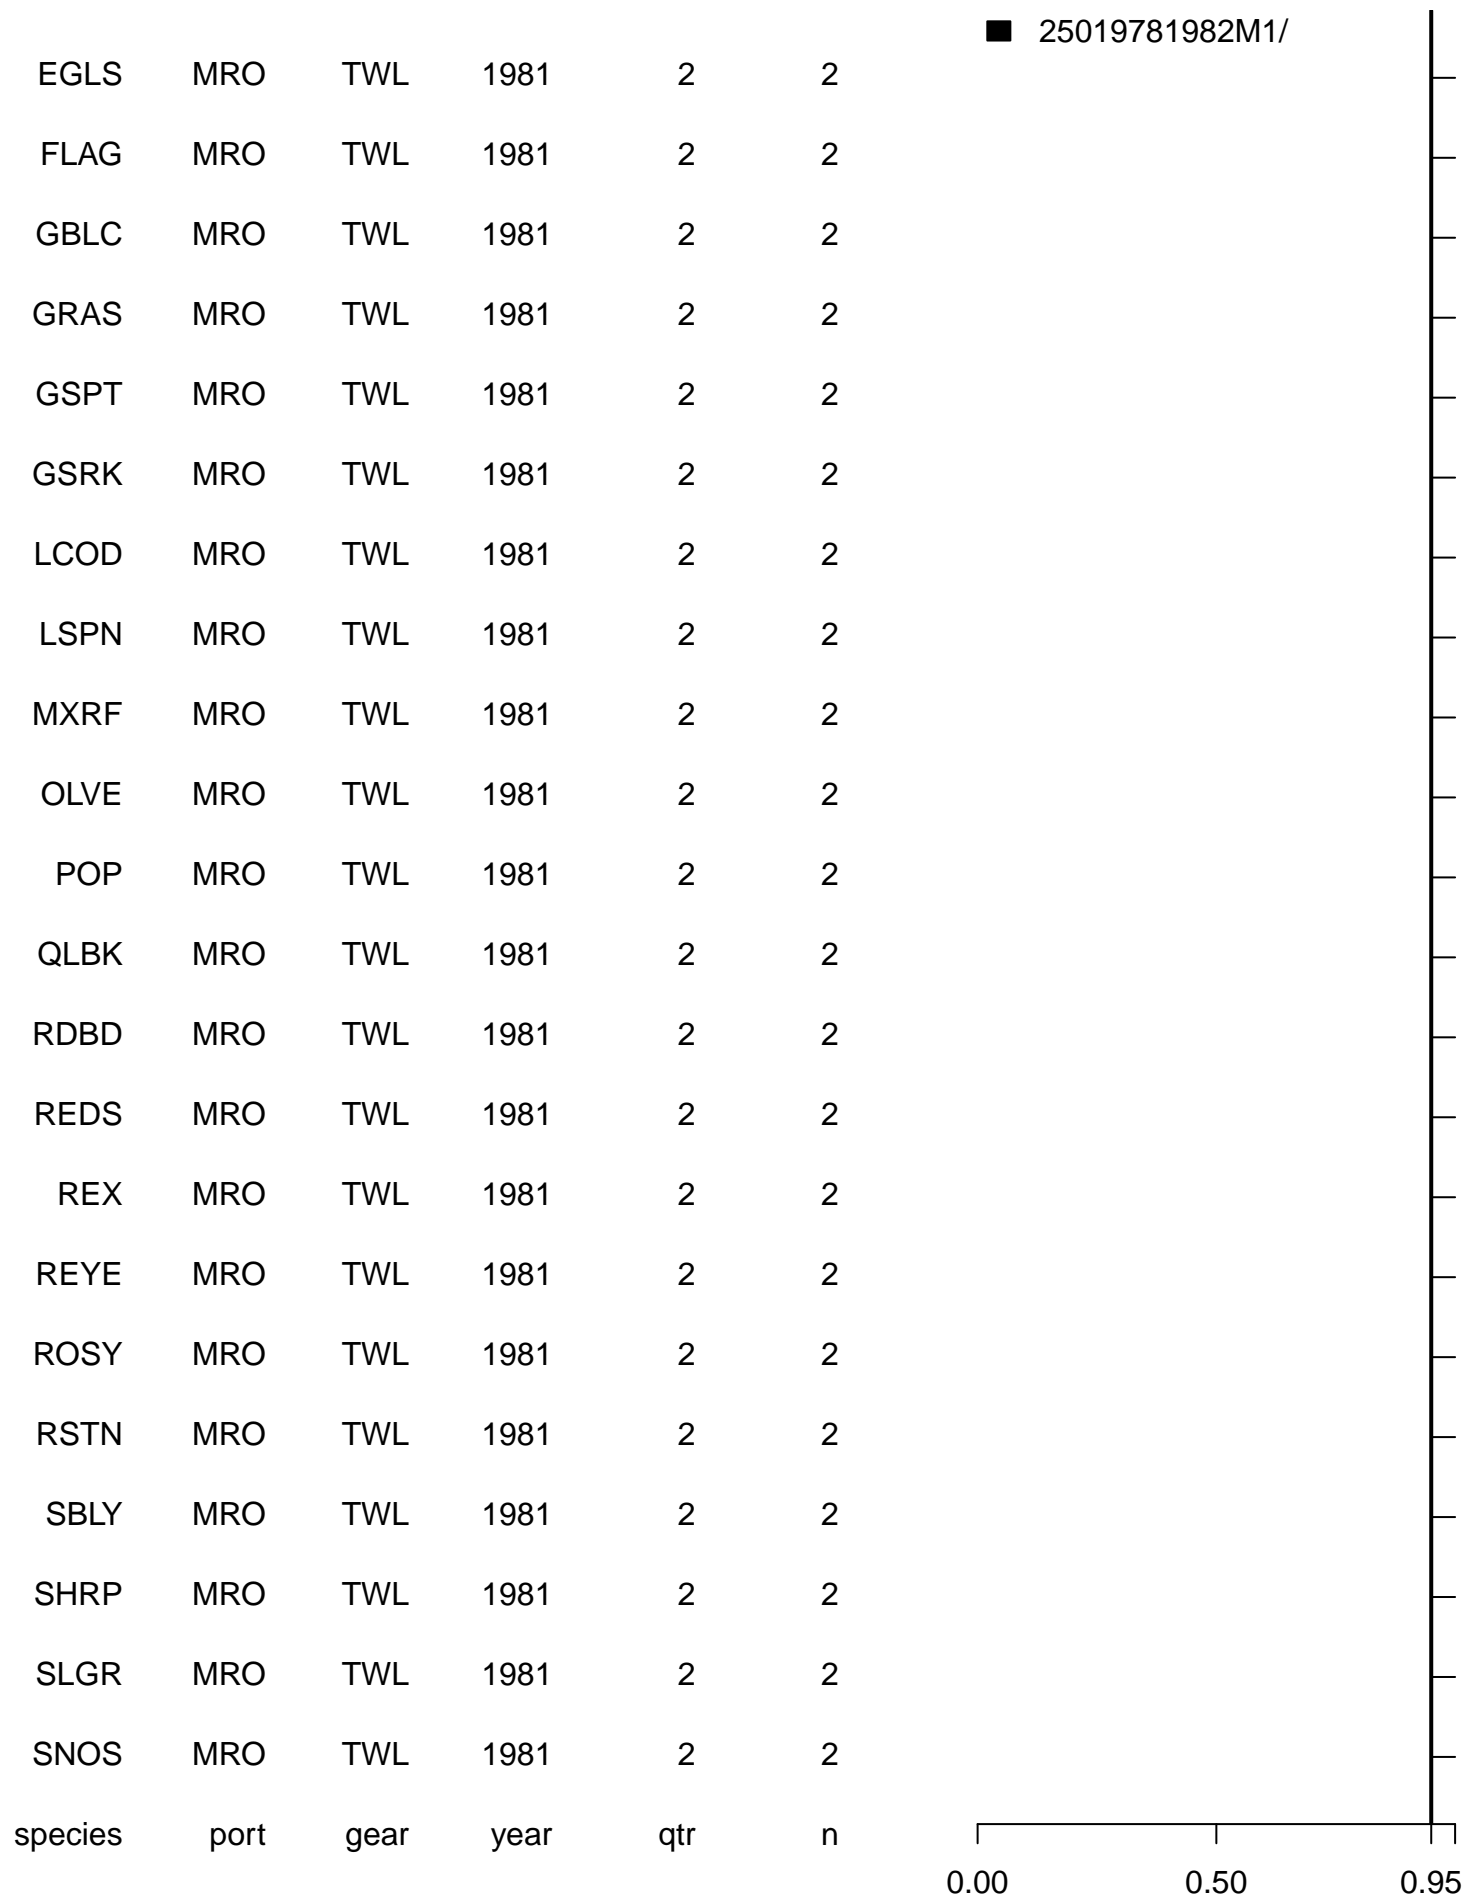 25019781982M1/
EGLS MRO TWL 1981 2 2
FLAG MRO TWL 1981 2 2
GBLC MRO TWL 1981 2 2
GRAS MRO TWL 1981 2 2
GSPT MRO TWL 1981 2 2
GSRK MRO TWL 1981 2 2
LCOD MRO TWL 1981 2 2
LSPN MRO TWL 1981 2 2
MXRF MRO TWL 1981 2 2
OLVE MRO TWL 1981 2 2
POP MRO TWL 1981 2 2
QLBK MRO TWL 1981 2 2
RDBD MRO TWL 1981 2 2
REDS MRO TWL 1981 2 2
REX MRO TWL 1981 2 2
REYE MRO TWL 1981 2 2
ROSY MRO TWL 1981 2 2
RSTN MRO TWL 1981 2 2
SBLY MRO TWL 1981 2 2
SHRP MRO TWL 1981 2 2
SLGR MRO TWL 1981 2 2
SNOS MRO TWL 1981 2 2
species port gear year qtr n
0.00 0.50 0.95